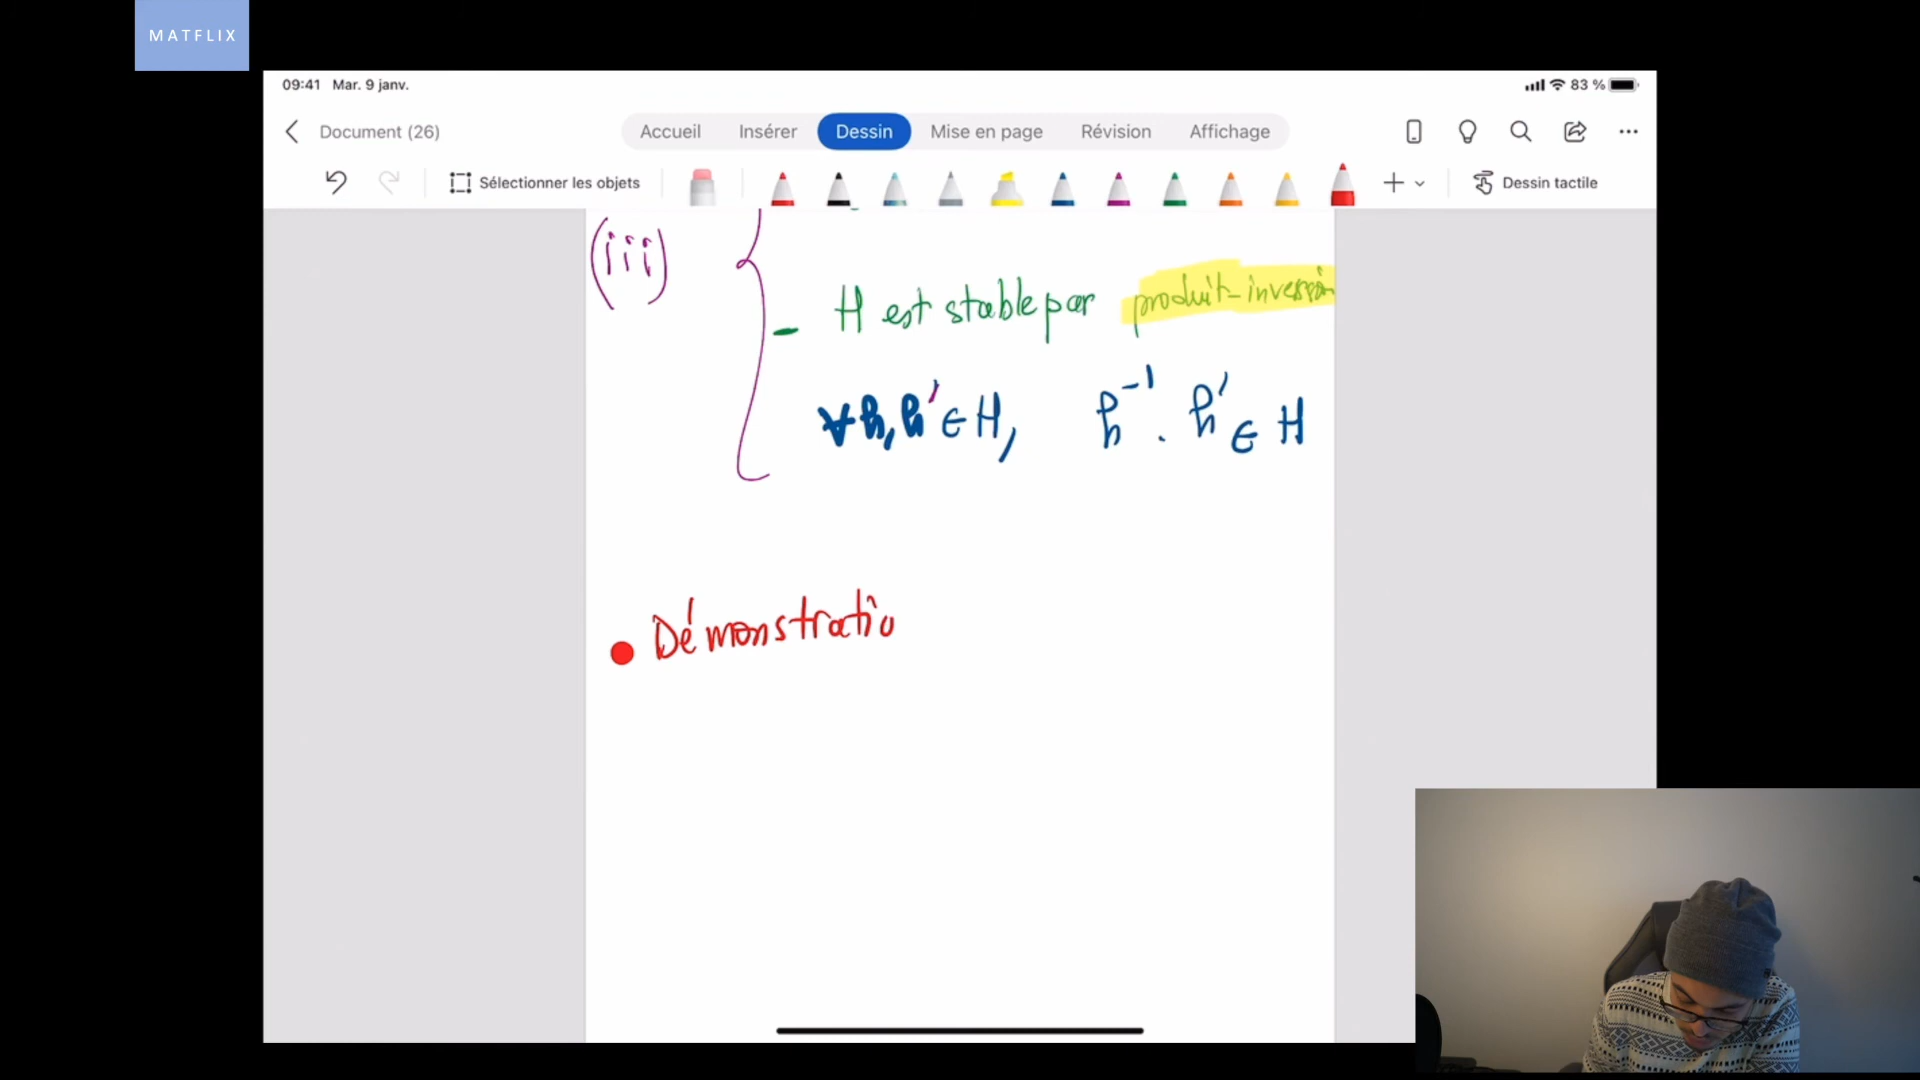 MATFLIX
09:41 Mar. 9 janv.
83 %
Document (26)
Accueil Insérer Dessin Mise en page Révision Affichage
Sélectionner les objets
Dessin tactile
(iii)
- H est stable par produit-inversion
∀h,h' ∈ H, h⁻¹.h' ∈ H
• Démonstratio